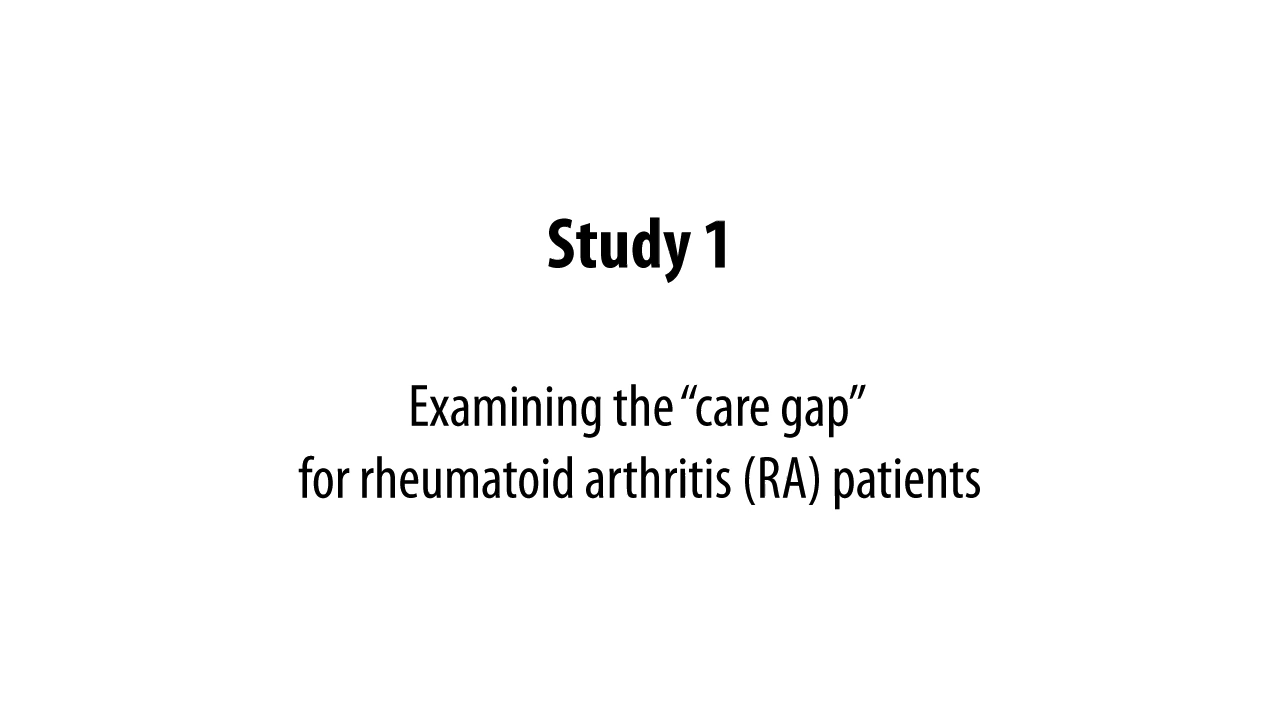 Study 1
Examining the “care gap”
for rheumatoid arthritis (RA) patients